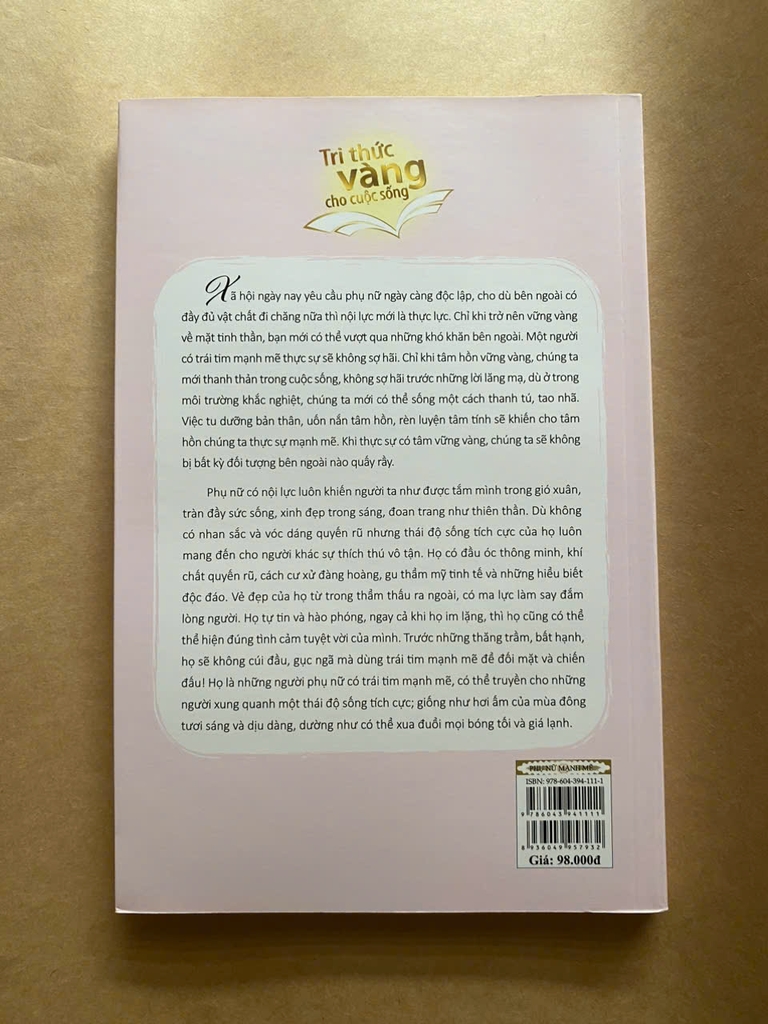 Tri thức
vàng
cho cuộc sống
Xã hội ngày nay yêu cầu phụ nữ ngày càng độc lập, cho dù bên ngoài có
đầy đủ vật chất đi chăng nữa thì nội lực mới là thực lực. Chỉ khi trở nên vững vàng
về mặt tinh thần, bạn mới có thể vượt qua những khó khăn bên ngoài. Một người
có trái tim mạnh mẽ thực sự sẽ không sợ hãi. Chỉ khi tâm hồn vững vàng, chúng ta
mới thanh thản trong cuộc sống, không sợ hãi trước những lời lăng mạ, dù ở trong
môi trường khắc nghiệt, chúng ta mới có thể sống một cách thanh tú, tao nhã.
Việc tu dưỡng bản thân, uốn nắn tâm hồn, rèn luyện tâm tính sẽ khiến cho tâm
hồn chúng ta thực sự mạnh mẽ. Khi thực sự có tâm vững vàng, chúng ta sẽ không
bị bất kỳ đối tượng bên ngoài nào quấy rầy.
Phụ nữ có nội lực luôn khiến người ta như được tắm mình trong gió xuân,
tràn đầy sức sống, xinh đẹp trong sáng, đoan trang như thiên thần. Dù không
có nhan sắc và vóc dáng quyến rũ nhưng thái độ sống tích cực của họ luôn
mang đến cho người khác sự thích thú vô tận. Họ có đầu óc thông minh, khí
chất quyến rũ, cách cư xử đàng hoàng, gu thẩm mỹ tinh tế và những hiểu biết
độc đáo. Vẻ đẹp của họ từ trong thẩm thấu ra ngoài, có ma lực làm say đắm
lòng người. Họ tự tin và hào phóng, ngay cả khi họ im lặng, thì họ cũng có thể
thể hiện đúng tình cảm tuyệt vời của mình. Trước những thăng trầm, bất hạnh,
họ sẽ không cúi đầu, gục ngã mà dùng trái tim mạnh mẽ để đối mặt và chiến
đấu! Họ là những người phụ nữ có trái tim mạnh mẽ, có thể truyền cho những
người xung quanh một thái độ sống tích cực; giống như hơi ấm của mùa đông
tươi sáng và dịu dàng, dường như có thể xua đuổi mọi bóng tối và giá lạnh.
PHỤ NỮ MẠNH MẼ
ISBN: 978-604-394-111-1
9 786043 941111
8 936049 957932
Giá: 98.000đ